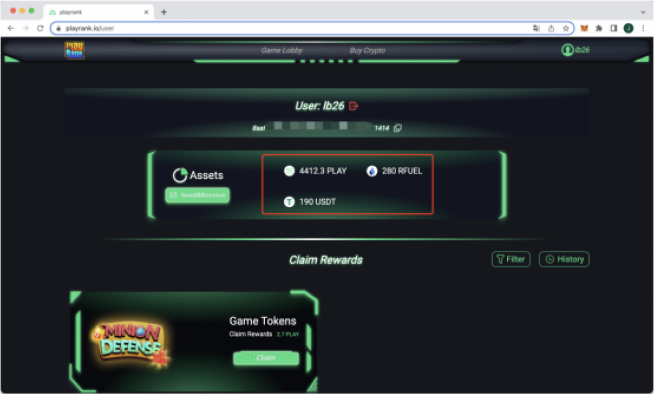 playrank
playrank.io/user
PLAY
RANK
Game Lobby
Buy Crypto
lb26
User: lb26
1414
Assets
Send&Receive
4412.3 PLAY
280 RFUEL
190 USDT
Claim Rewards
Filter
History
MINION
DEFENSE
Game Tokens
Claim Rewards 2.7 PLAY
Claim